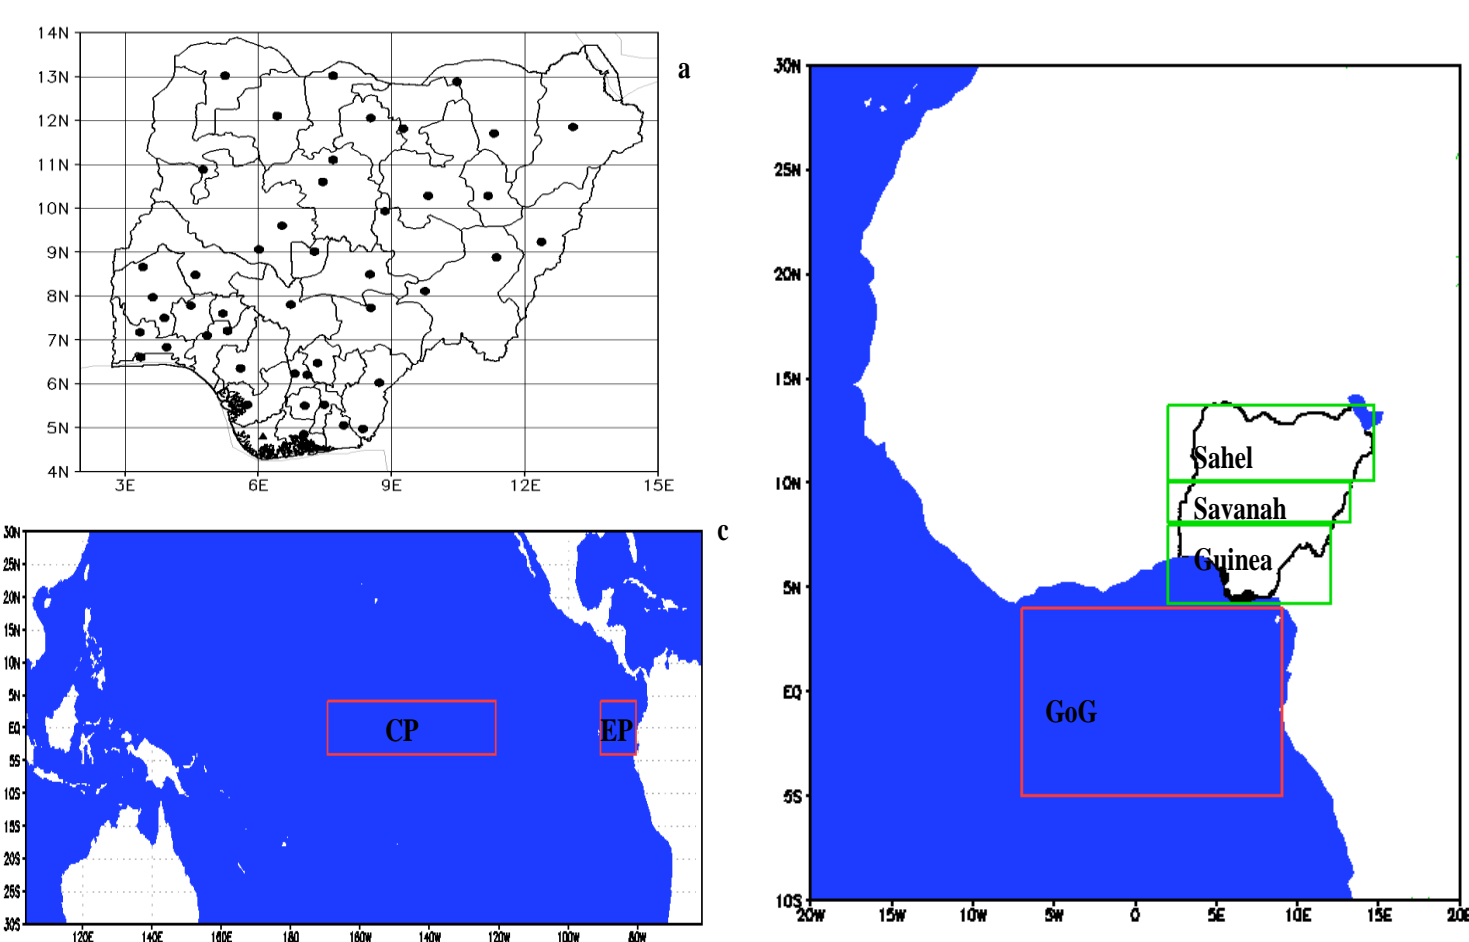 14N
13N
12N
11N
10N
9N
8N
7N
6N
5N
4N
3E 6E 9E 12E 15E
a
30N
25N
20N
15N
10N
5N
EQ
5S
10S
15S
20S
25S
30S
120E 140E 160E 180 160W 140W 120W 100W 80W
CP
EP
c
30N
25N
20N
15N
10N
5N
EQ
5S
10S
20W 15W 10W 5W 0 5E 10E 15E 20E
Sahel
Savanah
Guinea
GoG